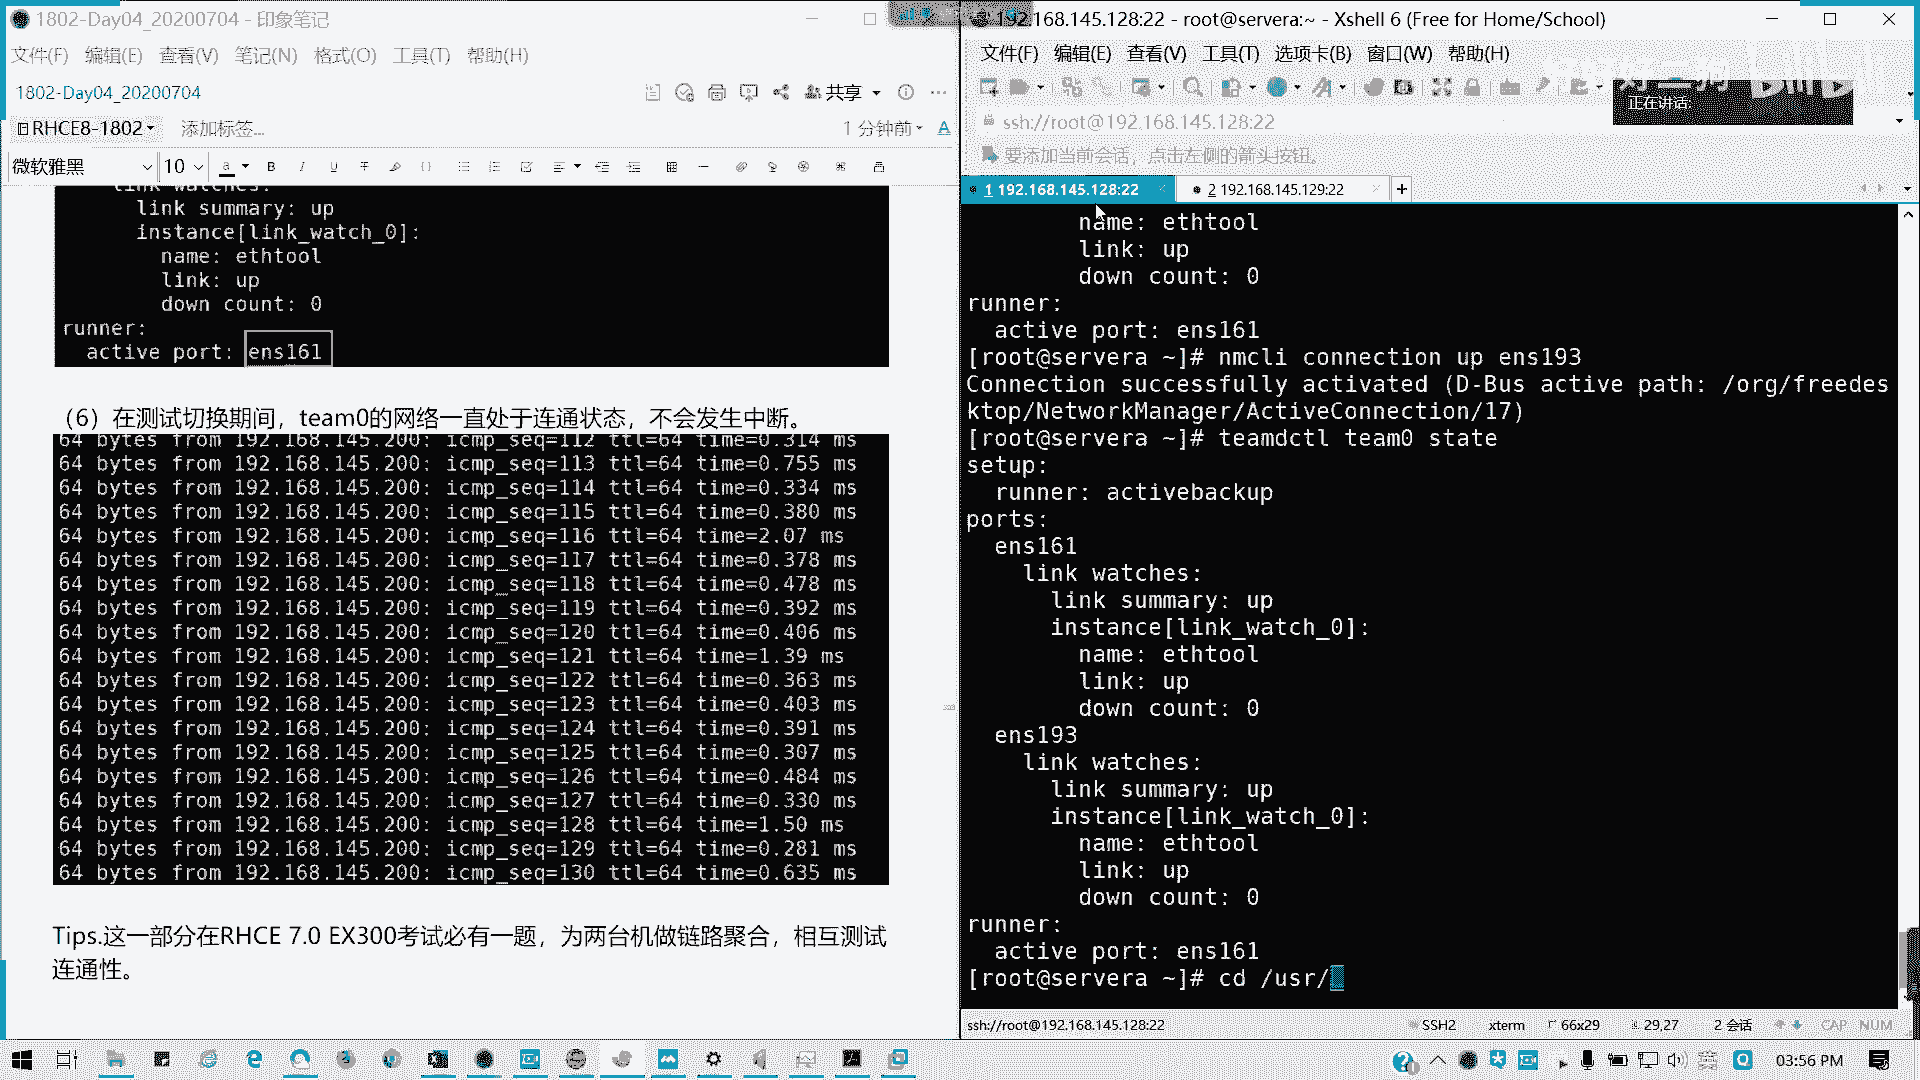 1802-Day04_20200704 - 印象笔记
文件(F) 编辑(E) 查看(V) 笔记(N) 格式(O) 工具(T) 帮助(H)
1802-Day04_20200704
共享
RHCE8-1802
添加标签...
1 分钟前
微软雅黑
10
link watches:
link summary: up
instance[link_watch_0]:
name: ethtool
link: up
down count: 0
runner:
active port: ens161
（6）在测试切换期间，team0的网络一直处于连通状态，不会发生中断。
64 bytes from 192.168.145.200: icmp_seq=112 ttl=64 time=0.314 ms
64 bytes from 192.168.145.200: icmp_seq=113 ttl=64 time=0.755 ms
64 bytes from 192.168.145.200: icmp_seq=114 ttl=64 time=0.334 ms
64 bytes from 192.168.145.200: icmp_seq=115 ttl=64 time=0.380 ms
64 bytes from 192.168.145.200: icmp_seq=116 ttl=64 time=2.07 ms
64 bytes from 192.168.145.200: icmp_seq=117 ttl=64 time=0.378 ms
64 bytes from 192.168.145.200: icmp_seq=118 ttl=64 time=0.478 ms
64 bytes from 192.168.145.200: icmp_seq=119 ttl=64 time=0.392 ms
64 bytes from 192.168.145.200: icmp_seq=120 ttl=64 time=0.406 ms
64 bytes from 192.168.145.200: icmp_seq=121 ttl=64 time=1.39 ms
64 bytes from 192.168.145.200: icmp_seq=122 ttl=64 time=0.363 ms
64 bytes from 192.168.145.200: icmp_seq=123 ttl=64 time=0.403 ms
64 bytes from 192.168.145.200: icmp_seq=124 ttl=64 time=0.391 ms
64 bytes from 192.168.145.200: icmp_seq=125 ttl=64 time=0.307 ms
64 bytes from 192.168.145.200: icmp_seq=126 ttl=64 time=0.484 ms
64 bytes from 192.168.145.200: icmp_seq=127 ttl=64 time=0.330 ms
64 bytes from 192.168.145.200: icmp_seq=128 ttl=64 time=1.50 ms
64 bytes from 192.168.145.200: icmp_seq=129 ttl=64 time=0.281 ms
64 bytes from 192.168.145.200: icmp_seq=130 ttl=64 time=0.635 ms
Tips.这一部分在RHCE 7.0 EX300考试必有一题，为两台机做链路聚合，相互测试
连通性。
192.168.145.128:22 - root@servera:~ - Xshell 6 (Free for Home/School)
文件(F) 编辑(E) 查看(V) 工具(T) 选项卡(B) 窗口(W) 帮助(H)
正在讲话:
ssh://root@192.168.145.128:22
要添加当前会话，点击左侧的箭头按钮。
1 192.168.145.128:22
2 192.168.145.129:22
name: ethtool
link: up
down count: 0
runner:
active port: ens161
[root@servera ~]# nmcli connection up ens193
Connection successfully activated (D-Bus active path: /org/freedes
ktop/NetworkManager/ActiveConnection/17)
[root@servera ~]# teamdctl team0 state
setup:
runner: activebackup
ports:
ens161
link watches:
link summary: up
instance[link_watch_0]:
name: ethtool
link: up
down count: 0
ens193
link watches:
link summary: up
instance[link_watch_0]:
name: ethtool
link: up
down count: 0
runner:
active port: ens161
[root@servera ~]# cd /usr/
ssh://root@192.168.145.128:22
SSH2 xterm 66x29 29,27 2 会话 CAP NUM
03:56 PM